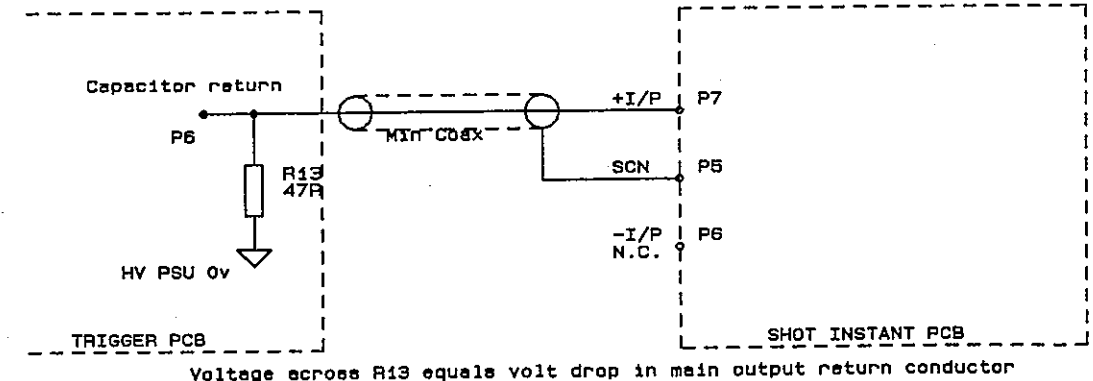 Capacitor return
P6
R13
47R
HV PSU 0v
TRIGGER PCB
Min Coax
+I/P P7
SCN P5
-I/P P6
N.C.
SHOT INSTANT PCB
Voltage across R13 equals volt drop in main output return conductor